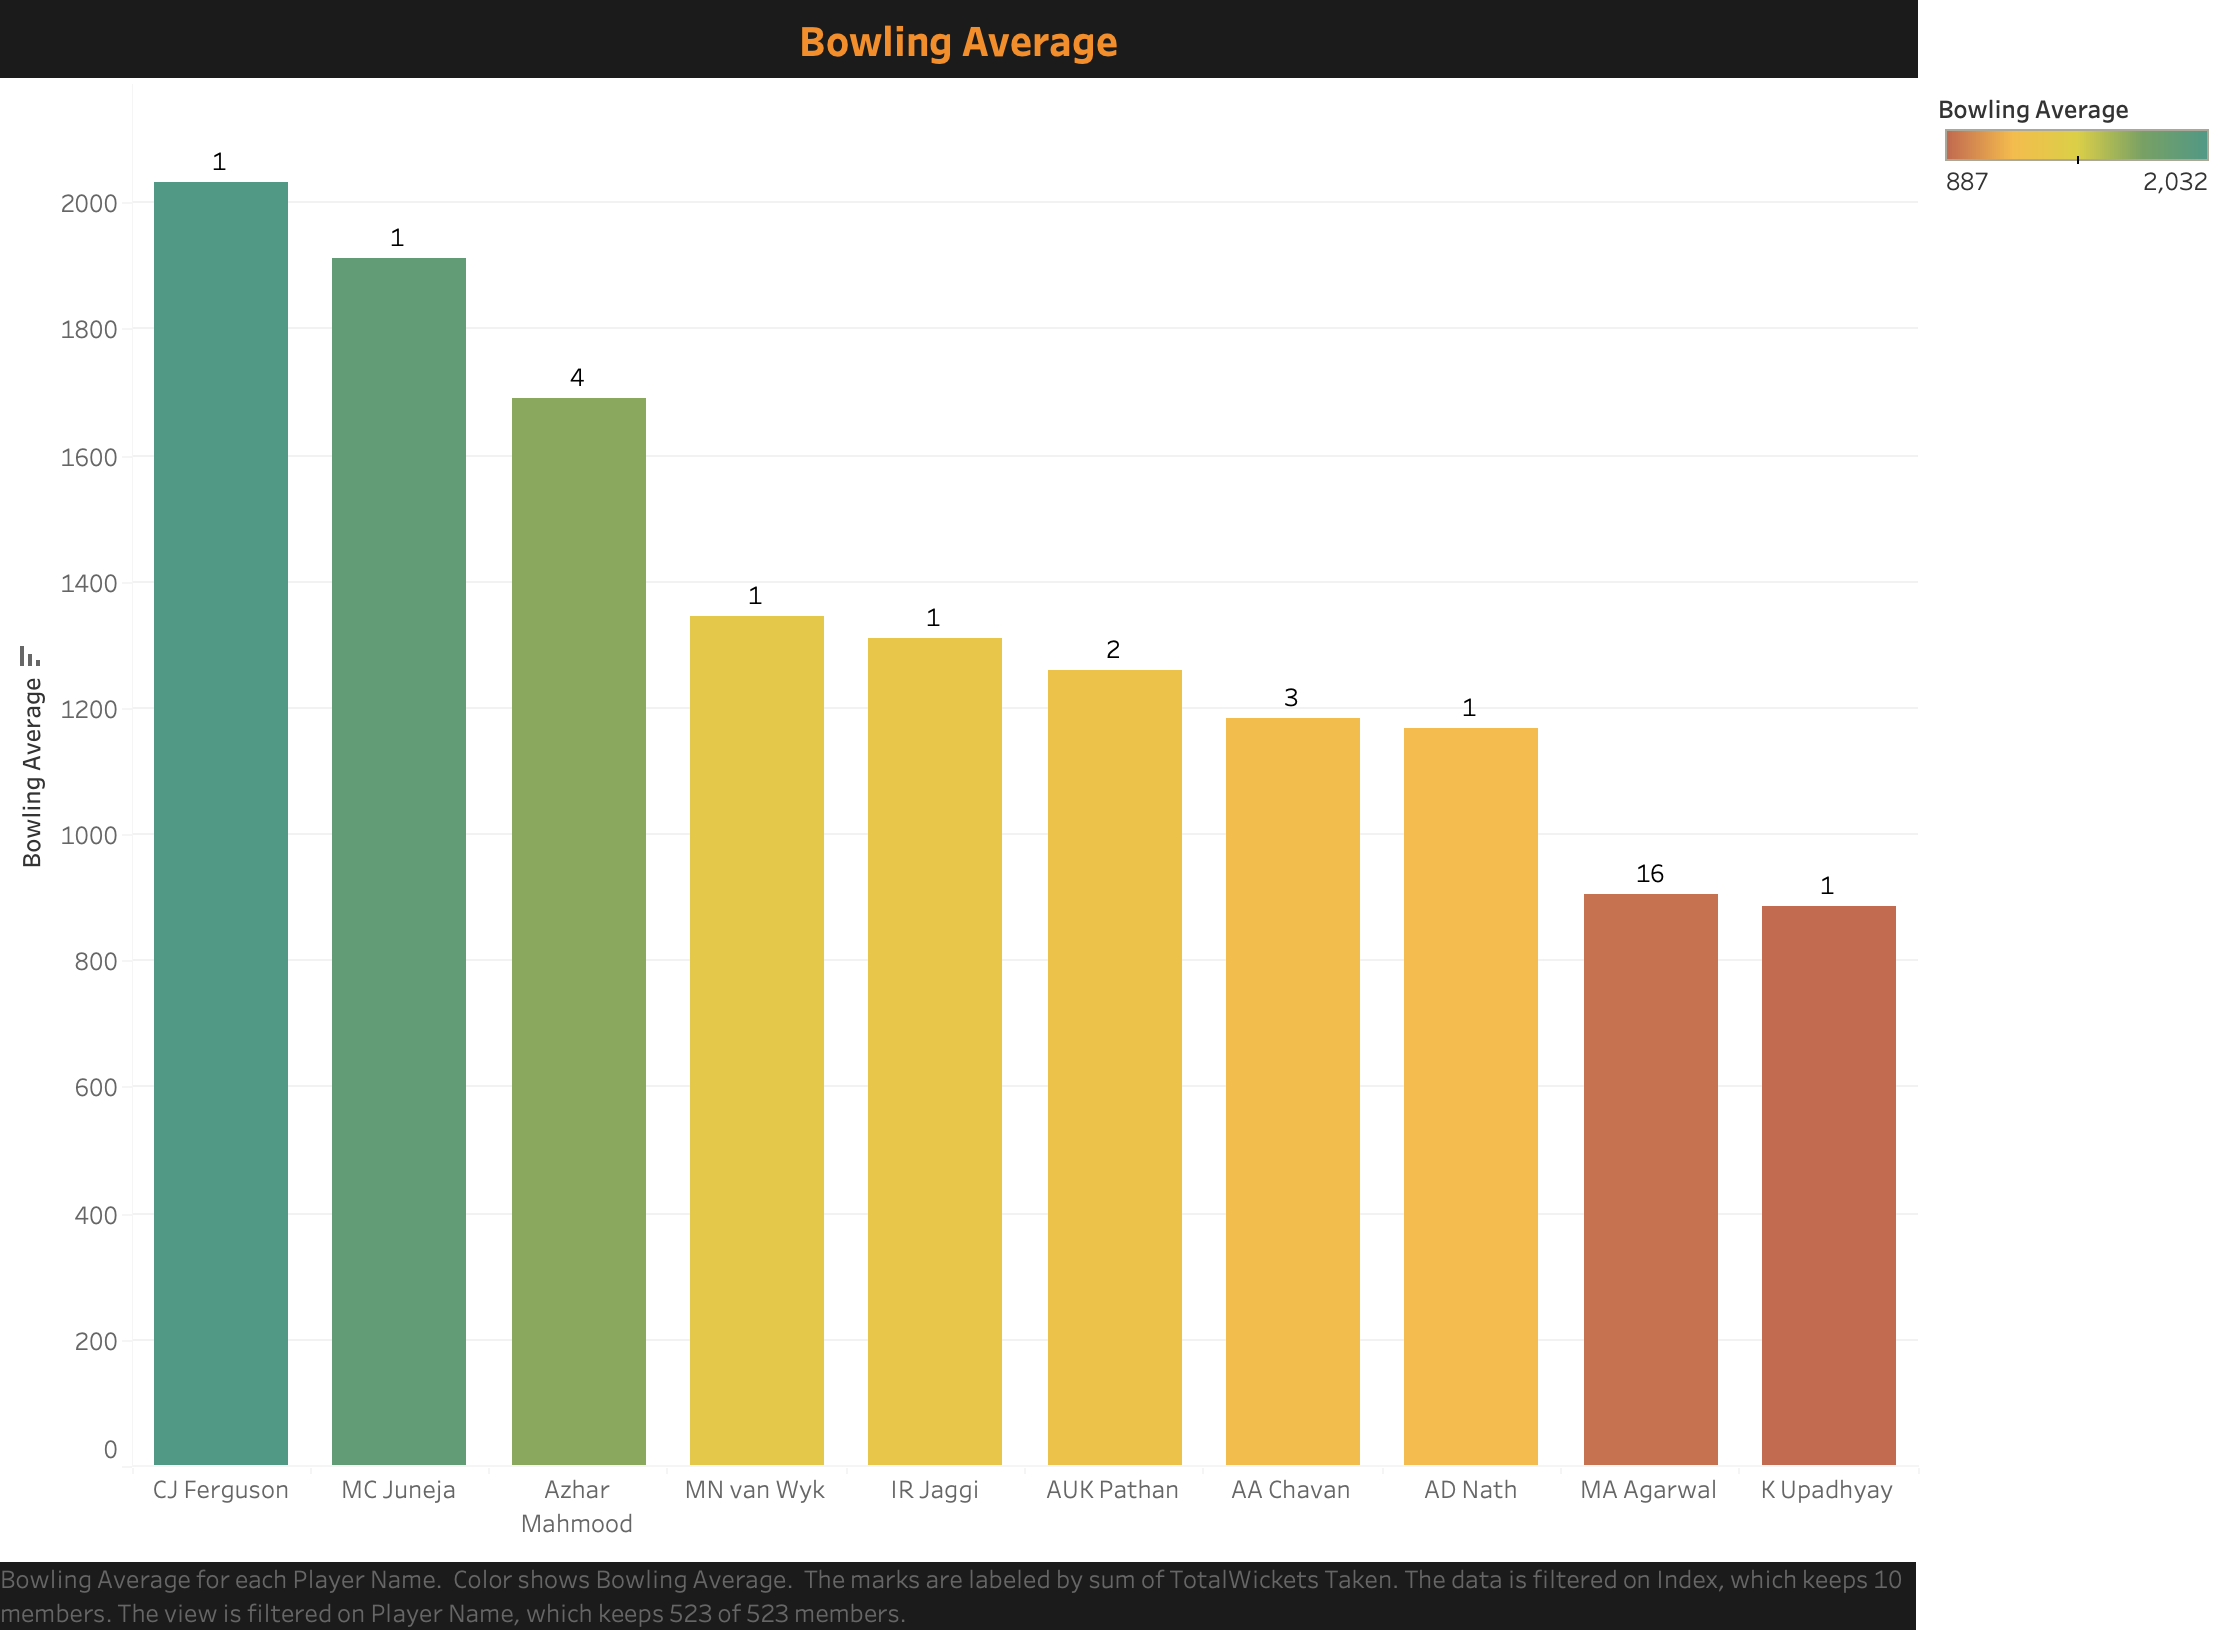 Bowling Average
Bowling Average
887 2,032
Bowling Average
2000
1800
1600
1400
1200
1000
800
600
400
200
0
1
1
4
1
1
2
3
1
16
1
CJ Ferguson
MC Juneja
Azhar
Mahmood
MN van Wyk
IR Jaggi
AUK Pathan
AA Chavan
AD Nath
MA Agarwal
K Upadhyay
Bowling Average for each Player Name.  Color shows Bowling Average.  The marks are labeled by sum of TotalWickets Taken. The data is filtered on Index, which keeps 10
members. The view is filtered on Player Name, which keeps 523 of 523 members.